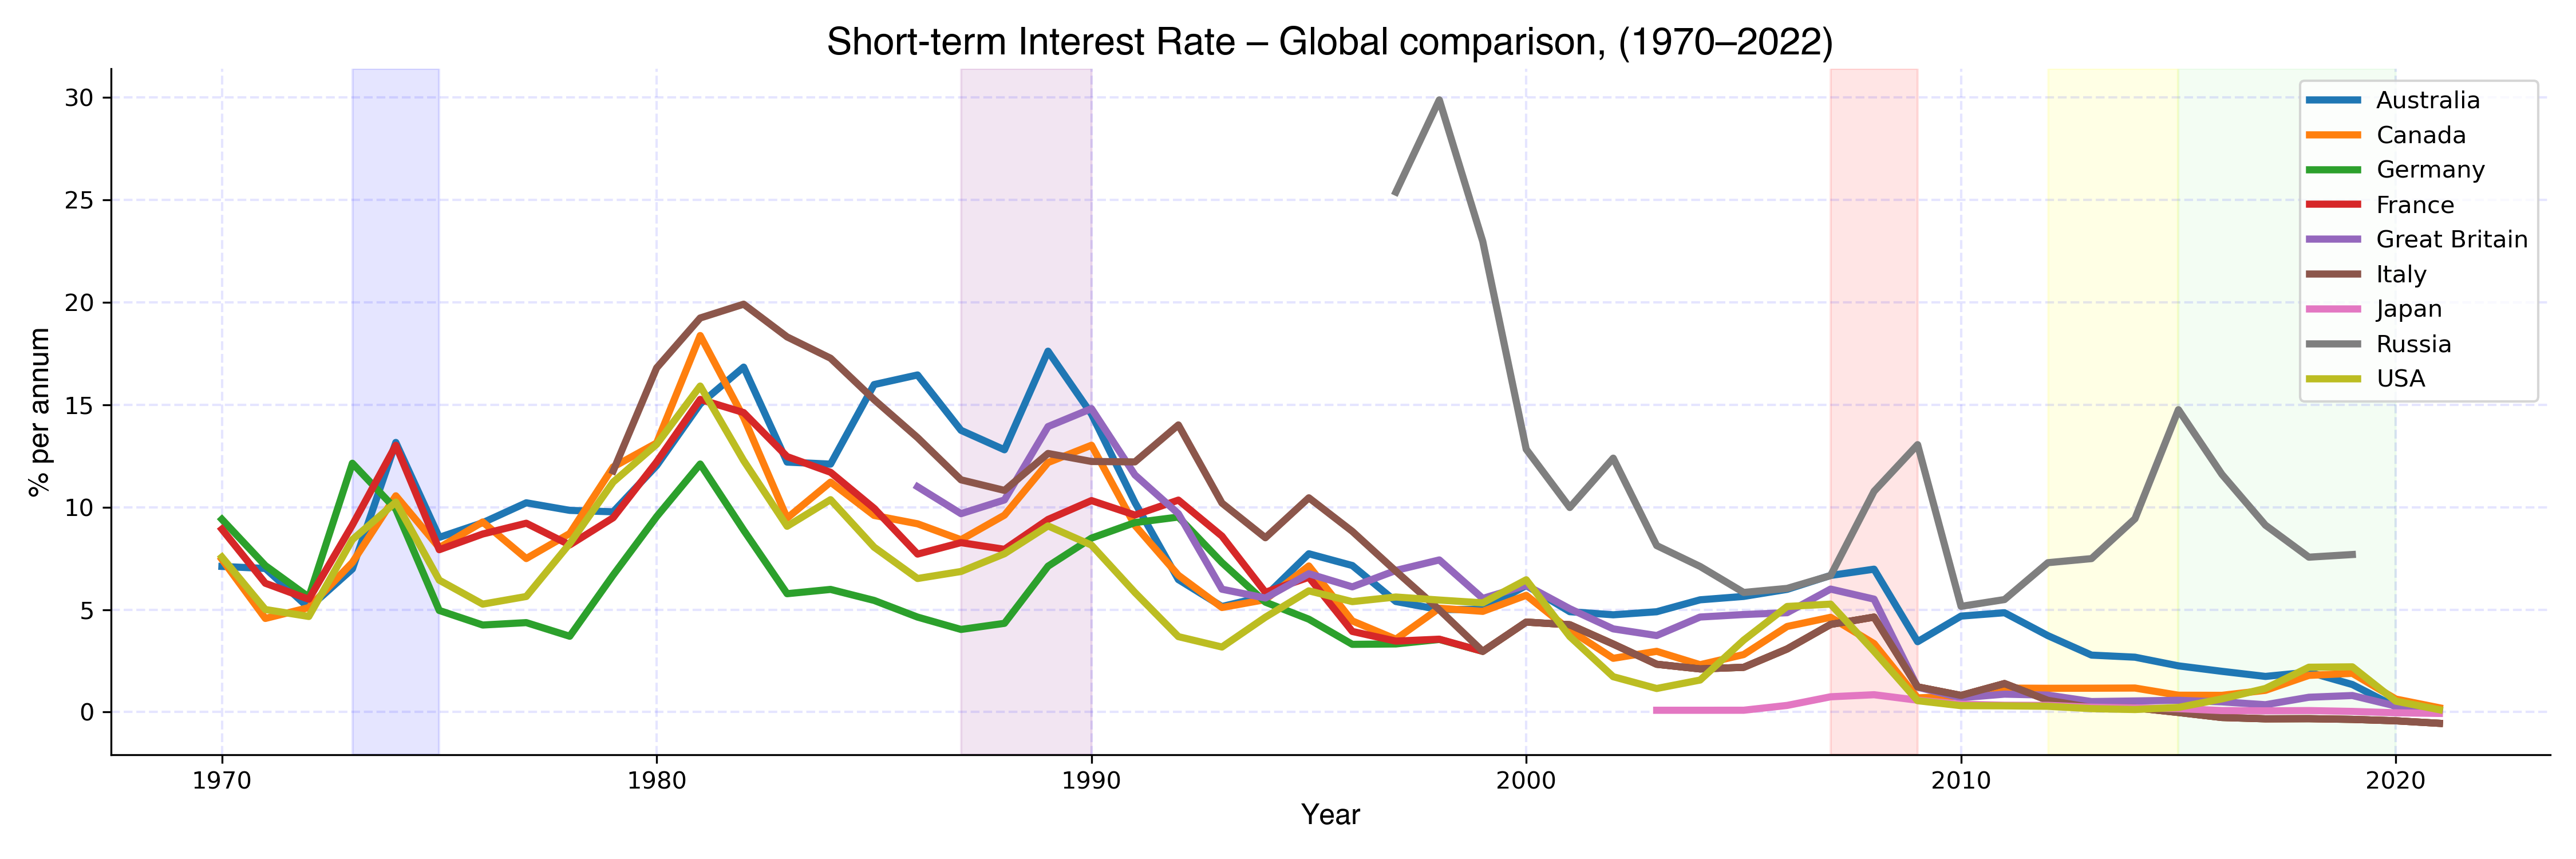 Short-term Interest Rate – Global comparison, (1970–2022)
% per annum
30
25
20
15
10
5
0
1970
1980
1990
2000
2010
2020
Year
Australia
Canada
Germany
France
Great Britain
Italy
Japan
Russia
USA